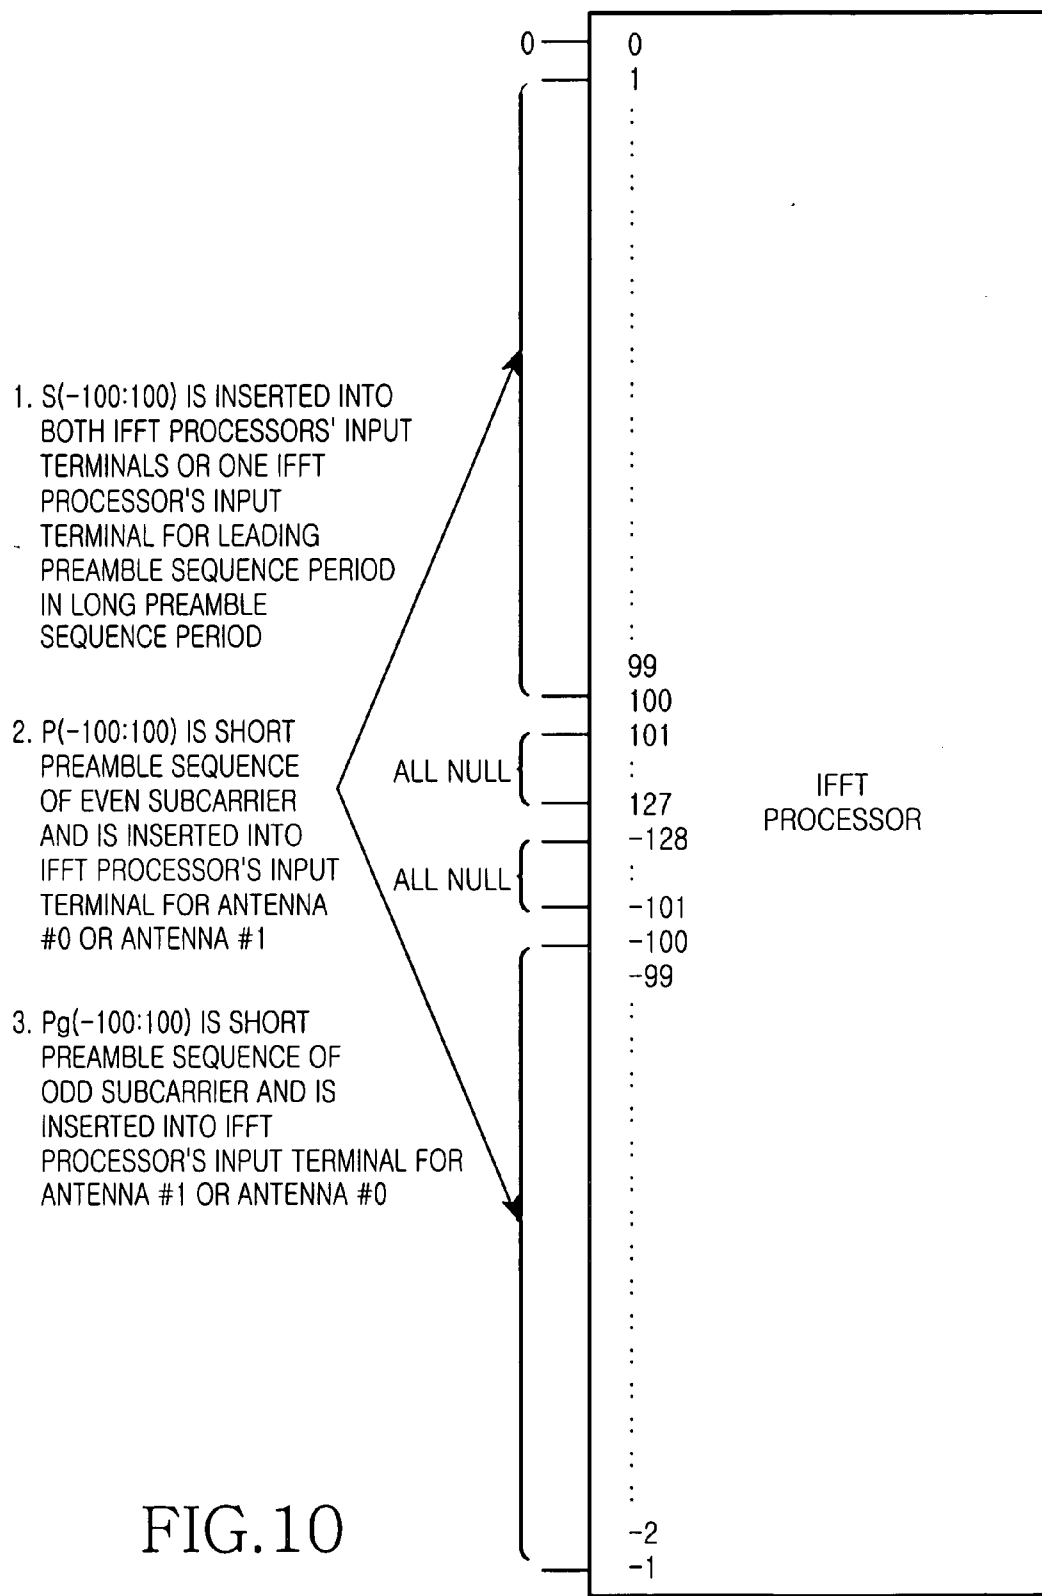 0
0
1
1. S(-100:100) IS INSERTED INTO
BOTH IFFT PROCESSORS' INPUT
TERMINALS OR ONE IFFT
PROCESSOR'S INPUT
TERMINAL FOR LEADING
PREAMBLE SEQUENCE PERIOD
IN LONG PREAMBLE
SEQUENCE PERIOD
99
100
2. P(-100:100) IS SHORT
PREAMBLE SEQUENCE
OF EVEN SUBCARRIER
AND IS INSERTED INTO
IFFT PROCESSOR'S INPUT
TERMINAL FOR ANTENNA
#0 OR ANTENNA #1
101
ALL NULL
127
-128
ALL NULL
-101
-100
-99
IFFT
PROCESSOR
3. Pg(-100:100) IS SHORT
PREAMBLE SEQUENCE OF
ODD SUBCARRIER AND IS
INSERTED INTO IFFT
PROCESSOR'S INPUT TERMINAL FOR
ANTENNA #1 OR ANTENNA #0
-2
-1
FIG.10